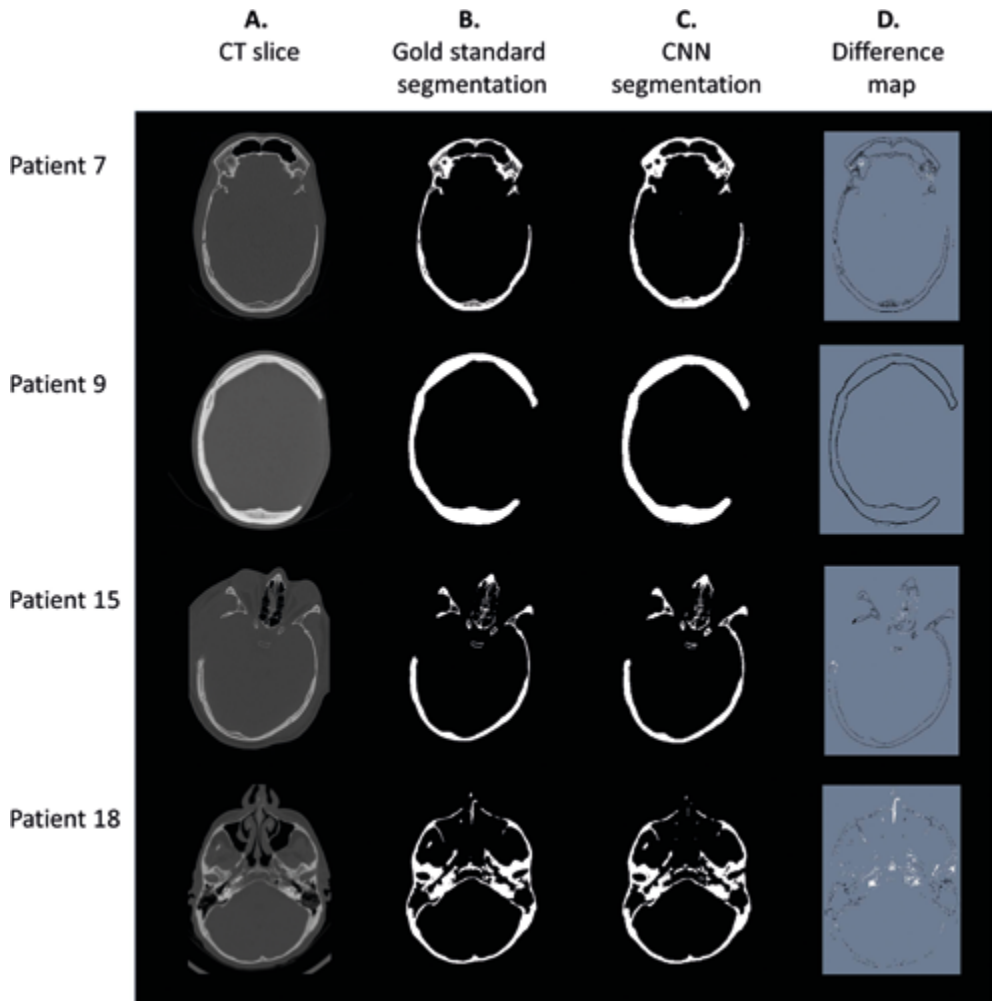 A.
CT slice
B.
Gold standard
segmentation
C.
CNN
segmentation
D.
Difference
map
Patient 7
Patient 9
Patient 15
Patient 18